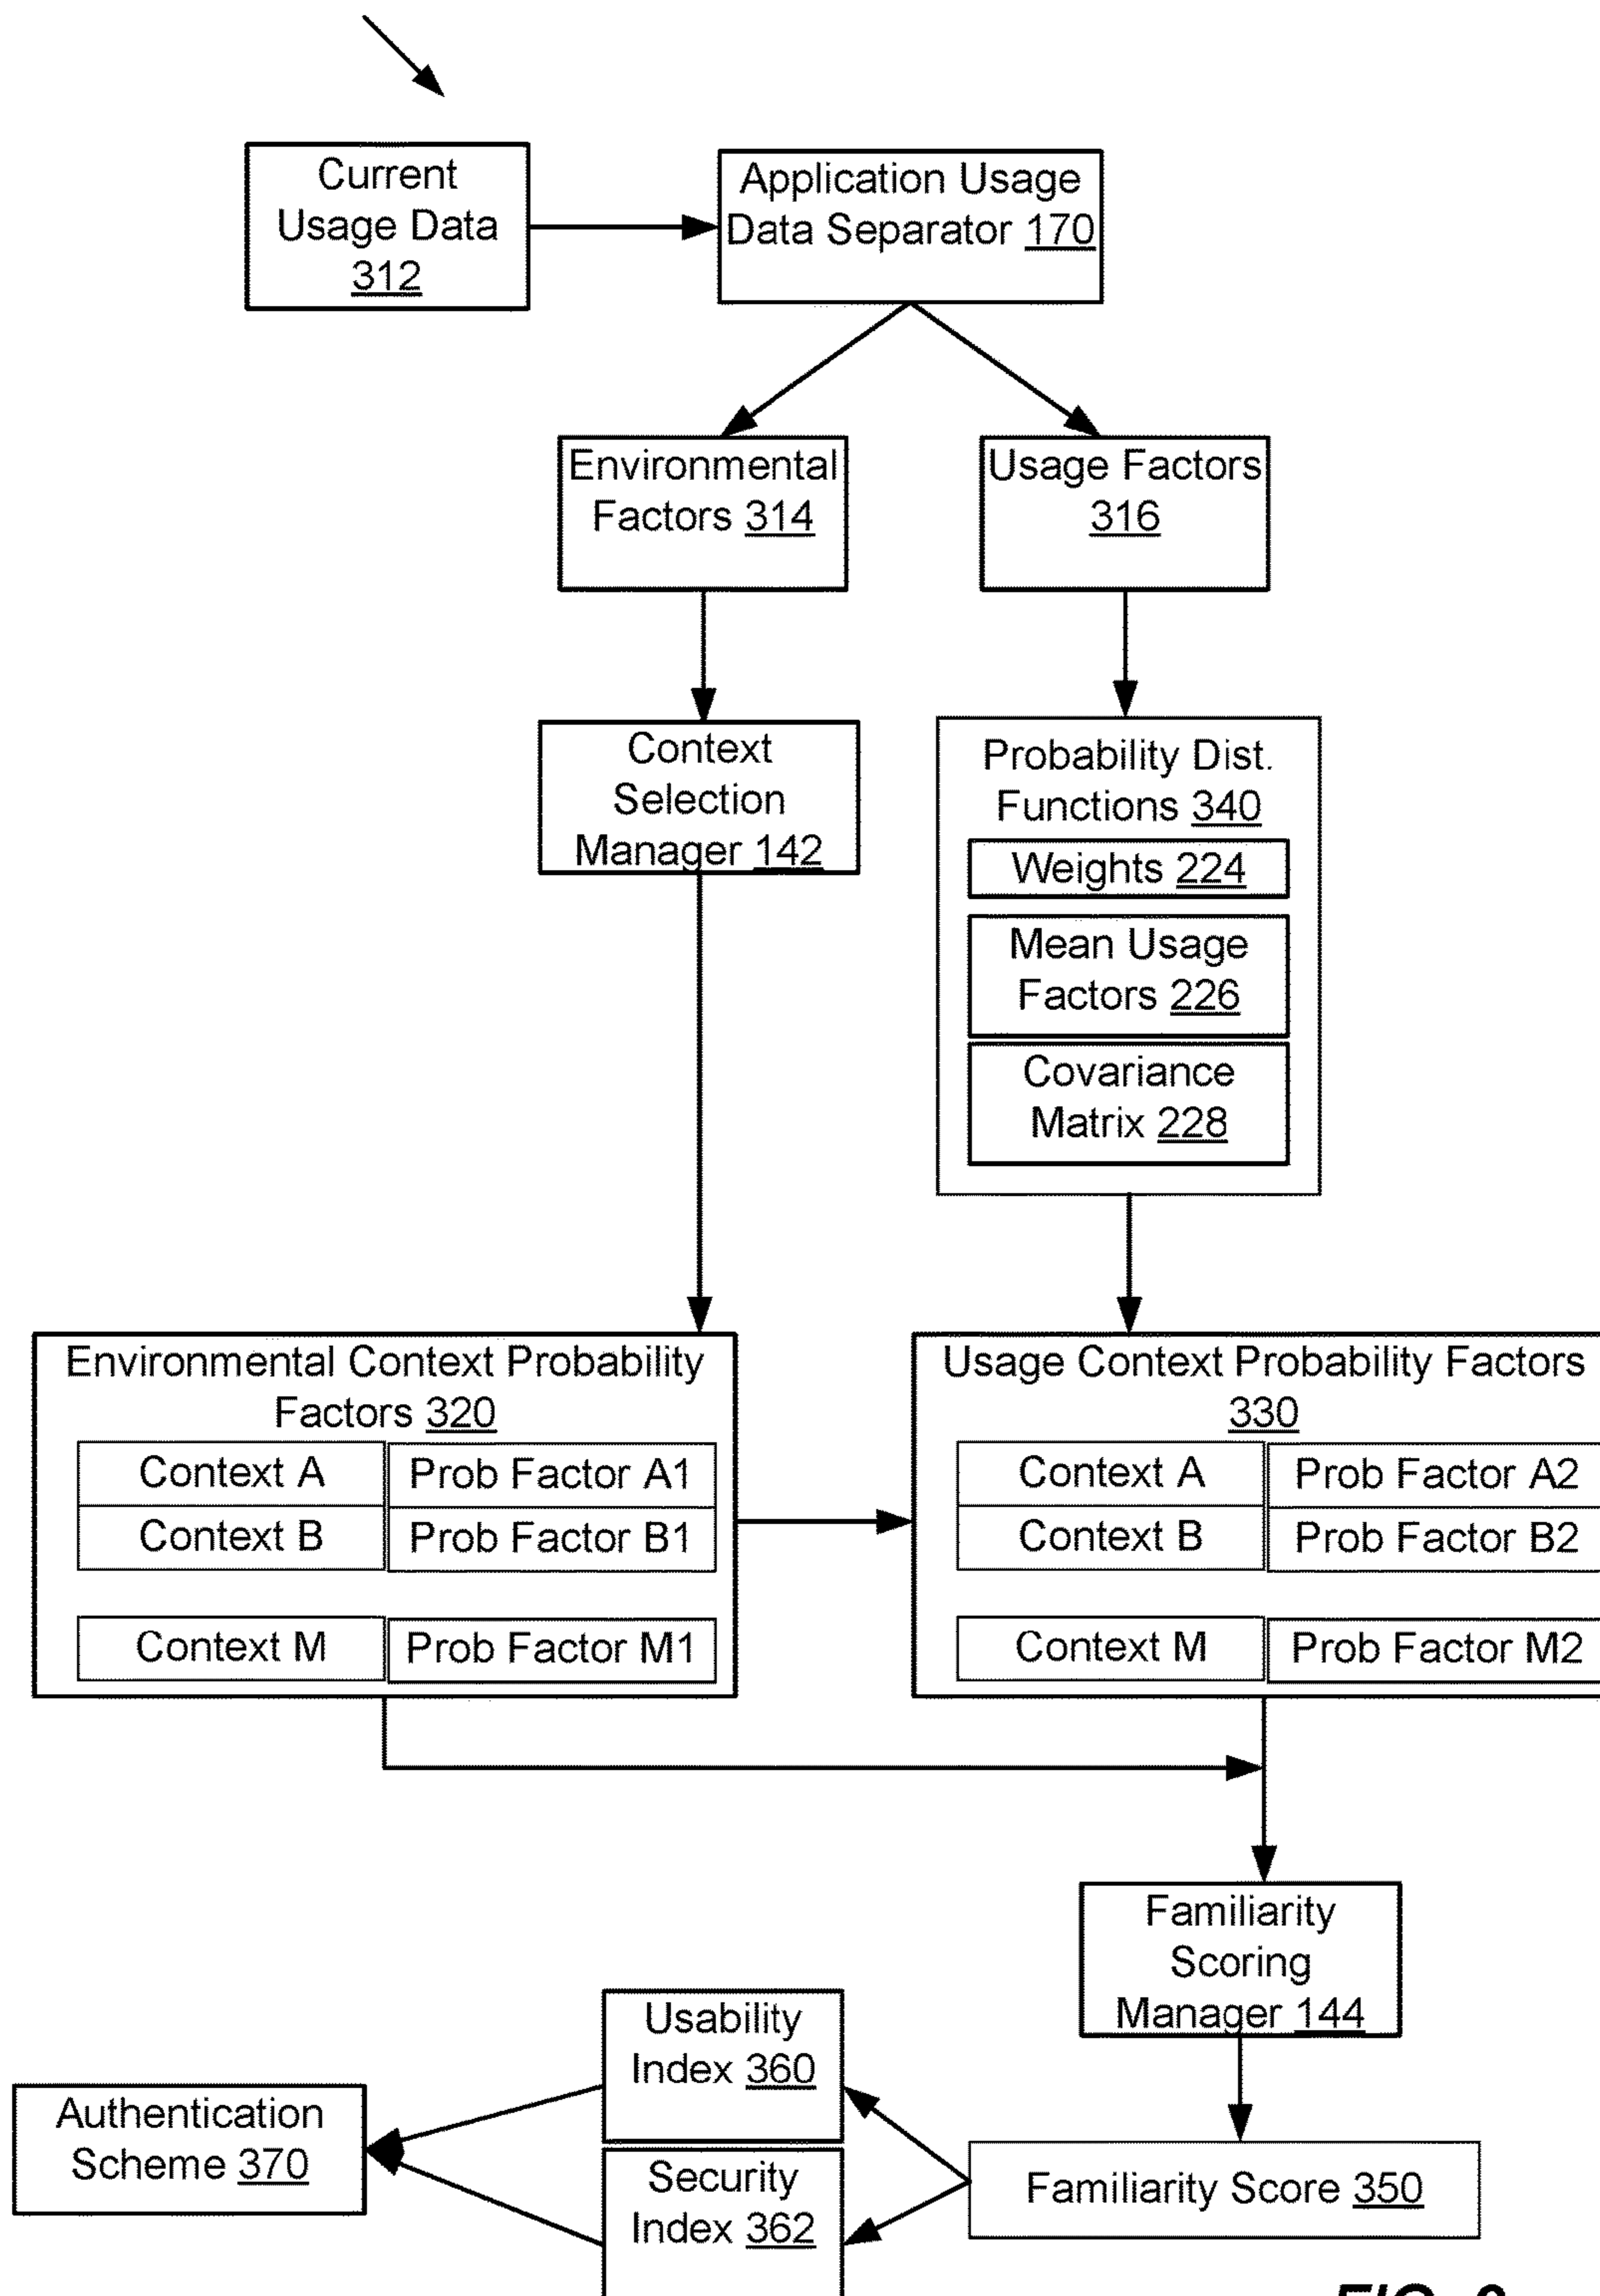 Current
Usage Data
312
Application Usage
Data Separator 170
Environmental
Factors 314
Usage Factors
316
Context
Selection
Manager 142
Probability Dist.
Functions 340
Weights 224
Mean Usage
Factors 226
Covariance
Matrix 228
Environmental Context Probability
Factors 320
Context A
Prob Factor A1
Context B
Prob Factor B1
Context M
Prob Factor M1
Usage Context Probability Factors
330
Context A
Prob Factor A2
Context B
Prob Factor B2
Context M
Prob Factor M2
Familiarity
Scoring
Manager 144
Usability
Index 360
Authentication
Scheme 370
Security
Index 362
Familiarity Score 350